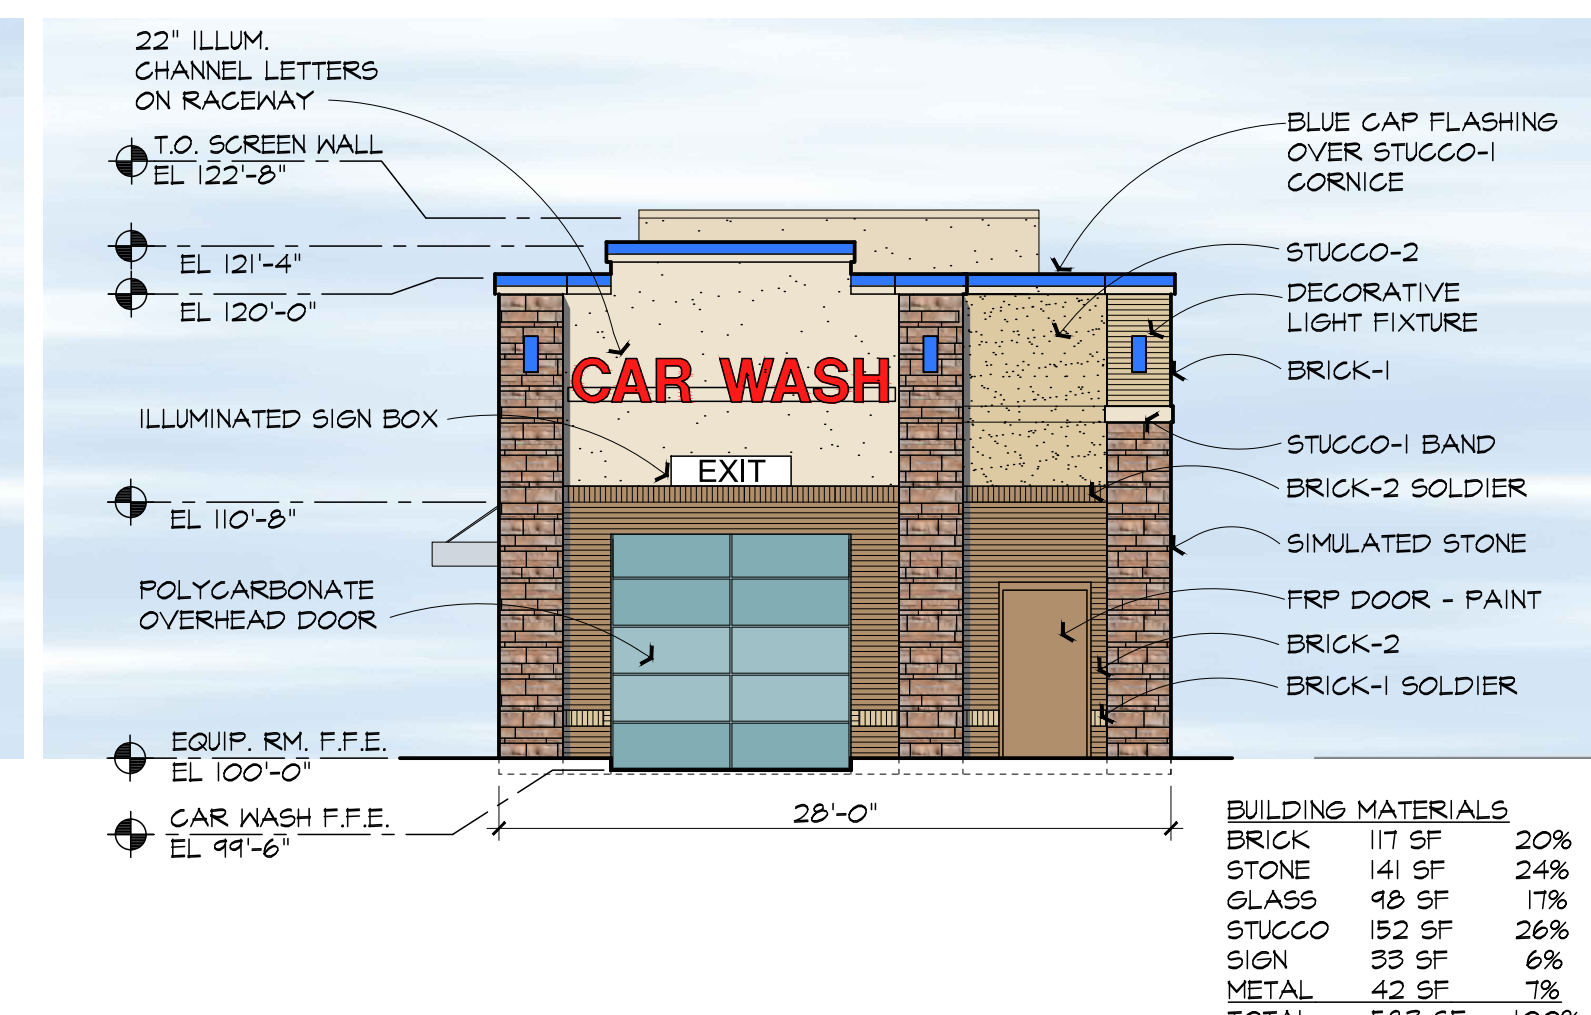 22" ILLUM.
CHANNEL LETTERS
ON RACEWAY
T.O. SCREEN WALL
EL 122'-8"
EL 121'-4"
EL 120'-0"
ILLUMINATED SIGN BOX
EL 110'-8"
POLYCARBONATE
OVERHEAD DOOR
EQUIP. RM. F.F.E.
EL 100'-0"
CAR WASH F.F.E.
EL 99'-6"
CAR WASH
EXIT
28'-0"
BLUE CAP FLASHING
OVER STUCCO-1
CORNICE
STUCCO-2
DECORATIVE
LIGHT FIXTURE
BRICK-1
STUCCO-1 BAND
BRICK-2 SOLDIER
SIMULATED STONE
FRP DOOR - PAINT
BRICK-2
BRICK-1 SOLDIER
BUILDING MATERIALS
BRICK 117 SF 20%
STONE 141 SF 24%
GLASS 98 SF 17%
STUCCO 152 SF 26%
SIGN 33 SF 6%
METAL 42 SF 7%
TOTAL 583 SF 100%